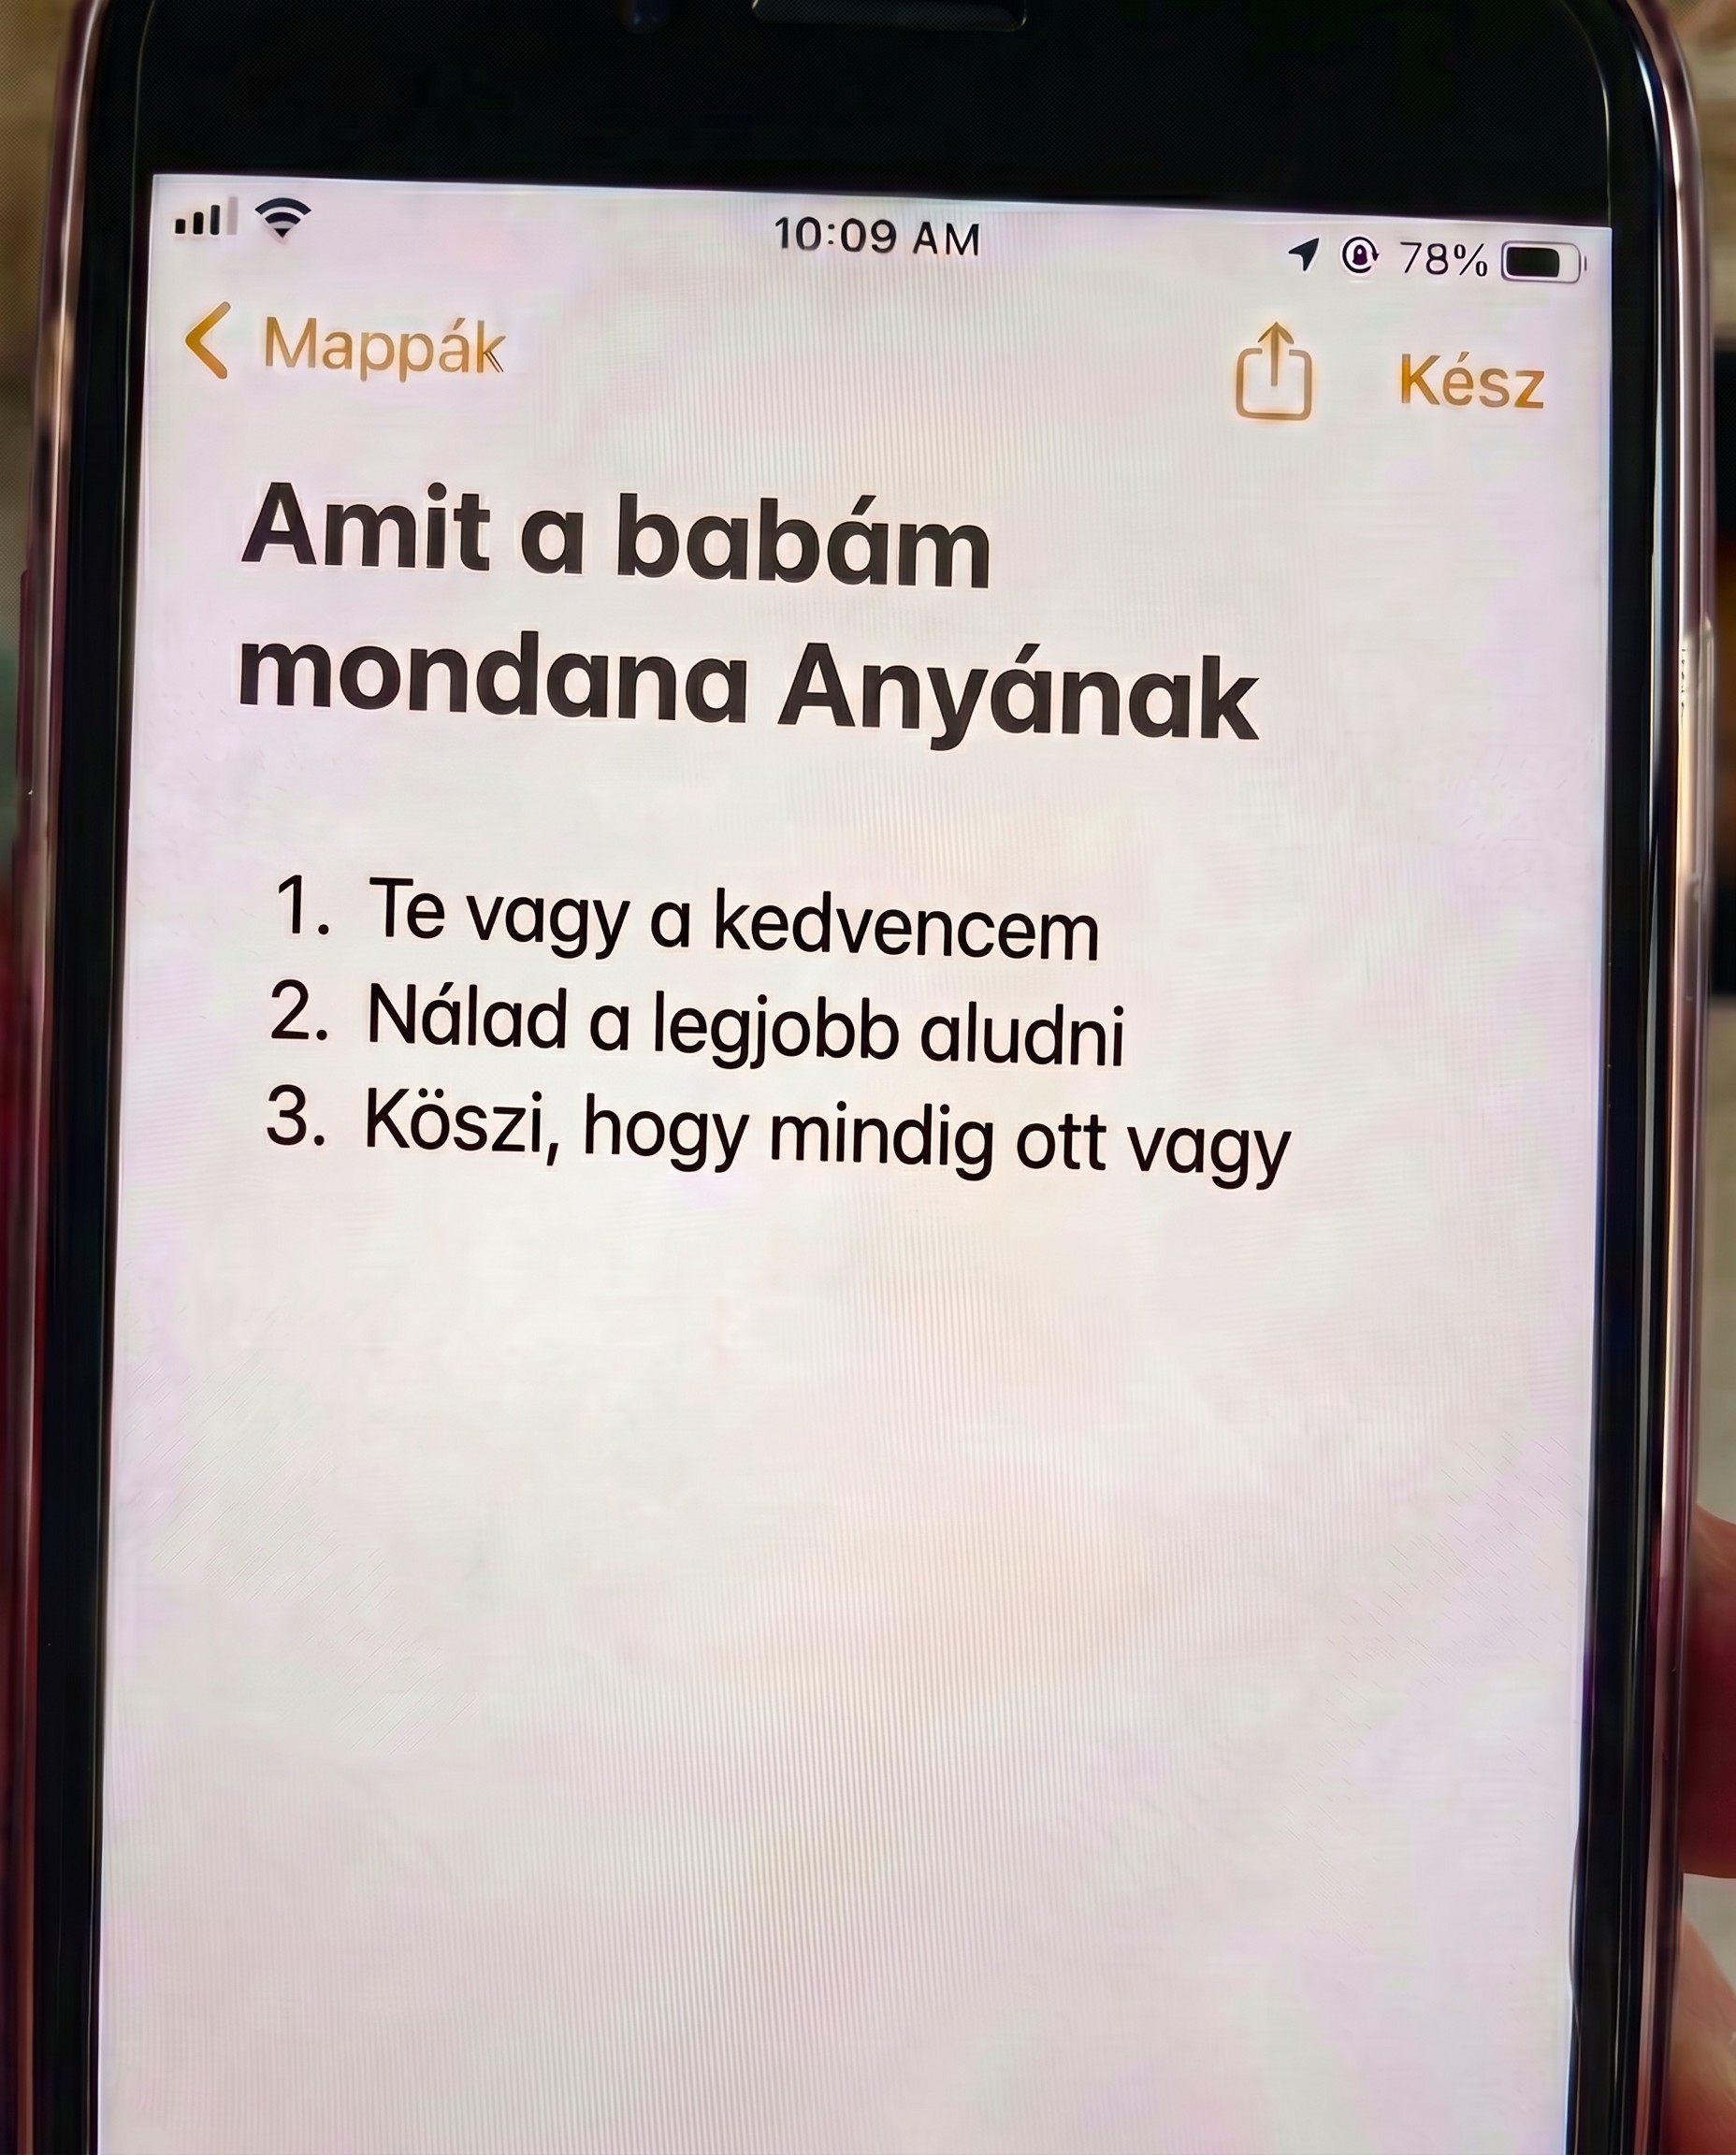 10:09 AM
78%
Mappák
Kész
Amit a babám
mondana Anyának
1. Te vagy a kedvencem
2. Nálad a legjobb aludni
3. Köszi, hogy mindig ott vagy